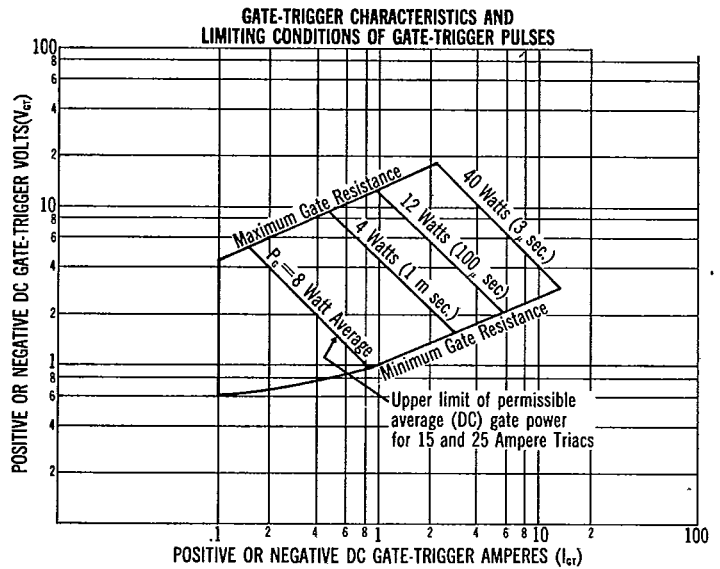 GATE-TRIGGER CHARACTERISTICS AND
LIMITING CONDITIONS OF GATE-TRIGGER PULSES
POSITIVE OR NEGATIVE DC GATE-TRIGGER VOLTS(VGT)
100
8
6
4
2
10
8
6
4
2
1
8
6
4
2
Maximum Gate Resistance
40 Watts (3 sec.)
12 Watts (100μ sec)
4 Watts (1 m sec.)
PG=8 Watt Average
Minimum Gate Resistance
Upper limit of permissible
average (DC) gate power
for 15 and 25 Ampere Triacs
.1 2 4 6 8 1 2 4 6 8 10 2 100
POSITIVE OR NEGATIVE DC GATE-TRIGGER AMPERES (IGT)